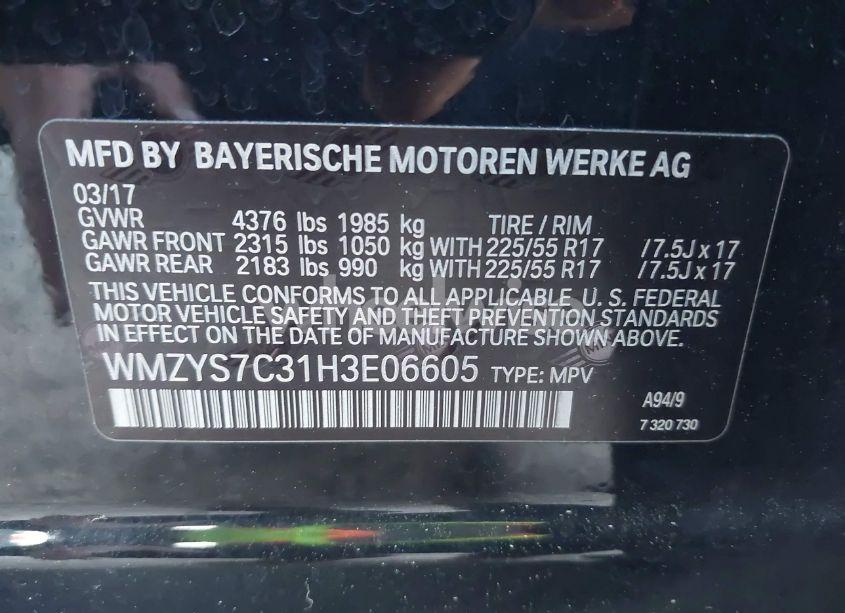 MFD BY BAYERISCHE MOTOREN WERKE AG
03/17
GVWR 4376 lbs 1985 kg TIRE / RIM
GAWR FRONT 2315 lbs 1050 kg WITH 225/55 R17 / 7.5J x 17
GAWR REAR 2183 lbs 990 kg WITH 225/55 R17 / 7.5J x 17
THIS VEHICLE CONFORMS TO ALL APPLICABLE U. S. FEDERAL
MOTOR VEHICLE SAFETY AND THEFT PREVENTION STANDARDS
IN EFFECT ON THE DATE OF MANUFACTURE SHOWN ABOVE.
WMZYS7C31H3E06605 TYPE: MPV
A94/9
7 320 730